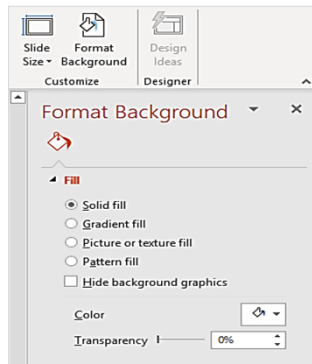 Slide Format Design
Size Background Ideas
Customize Designer
Format Background
Fill
Solid fill
Gradient fill
Picture or texture fill
Pattern fill
Hide background graphics
Color
Transparency 0%